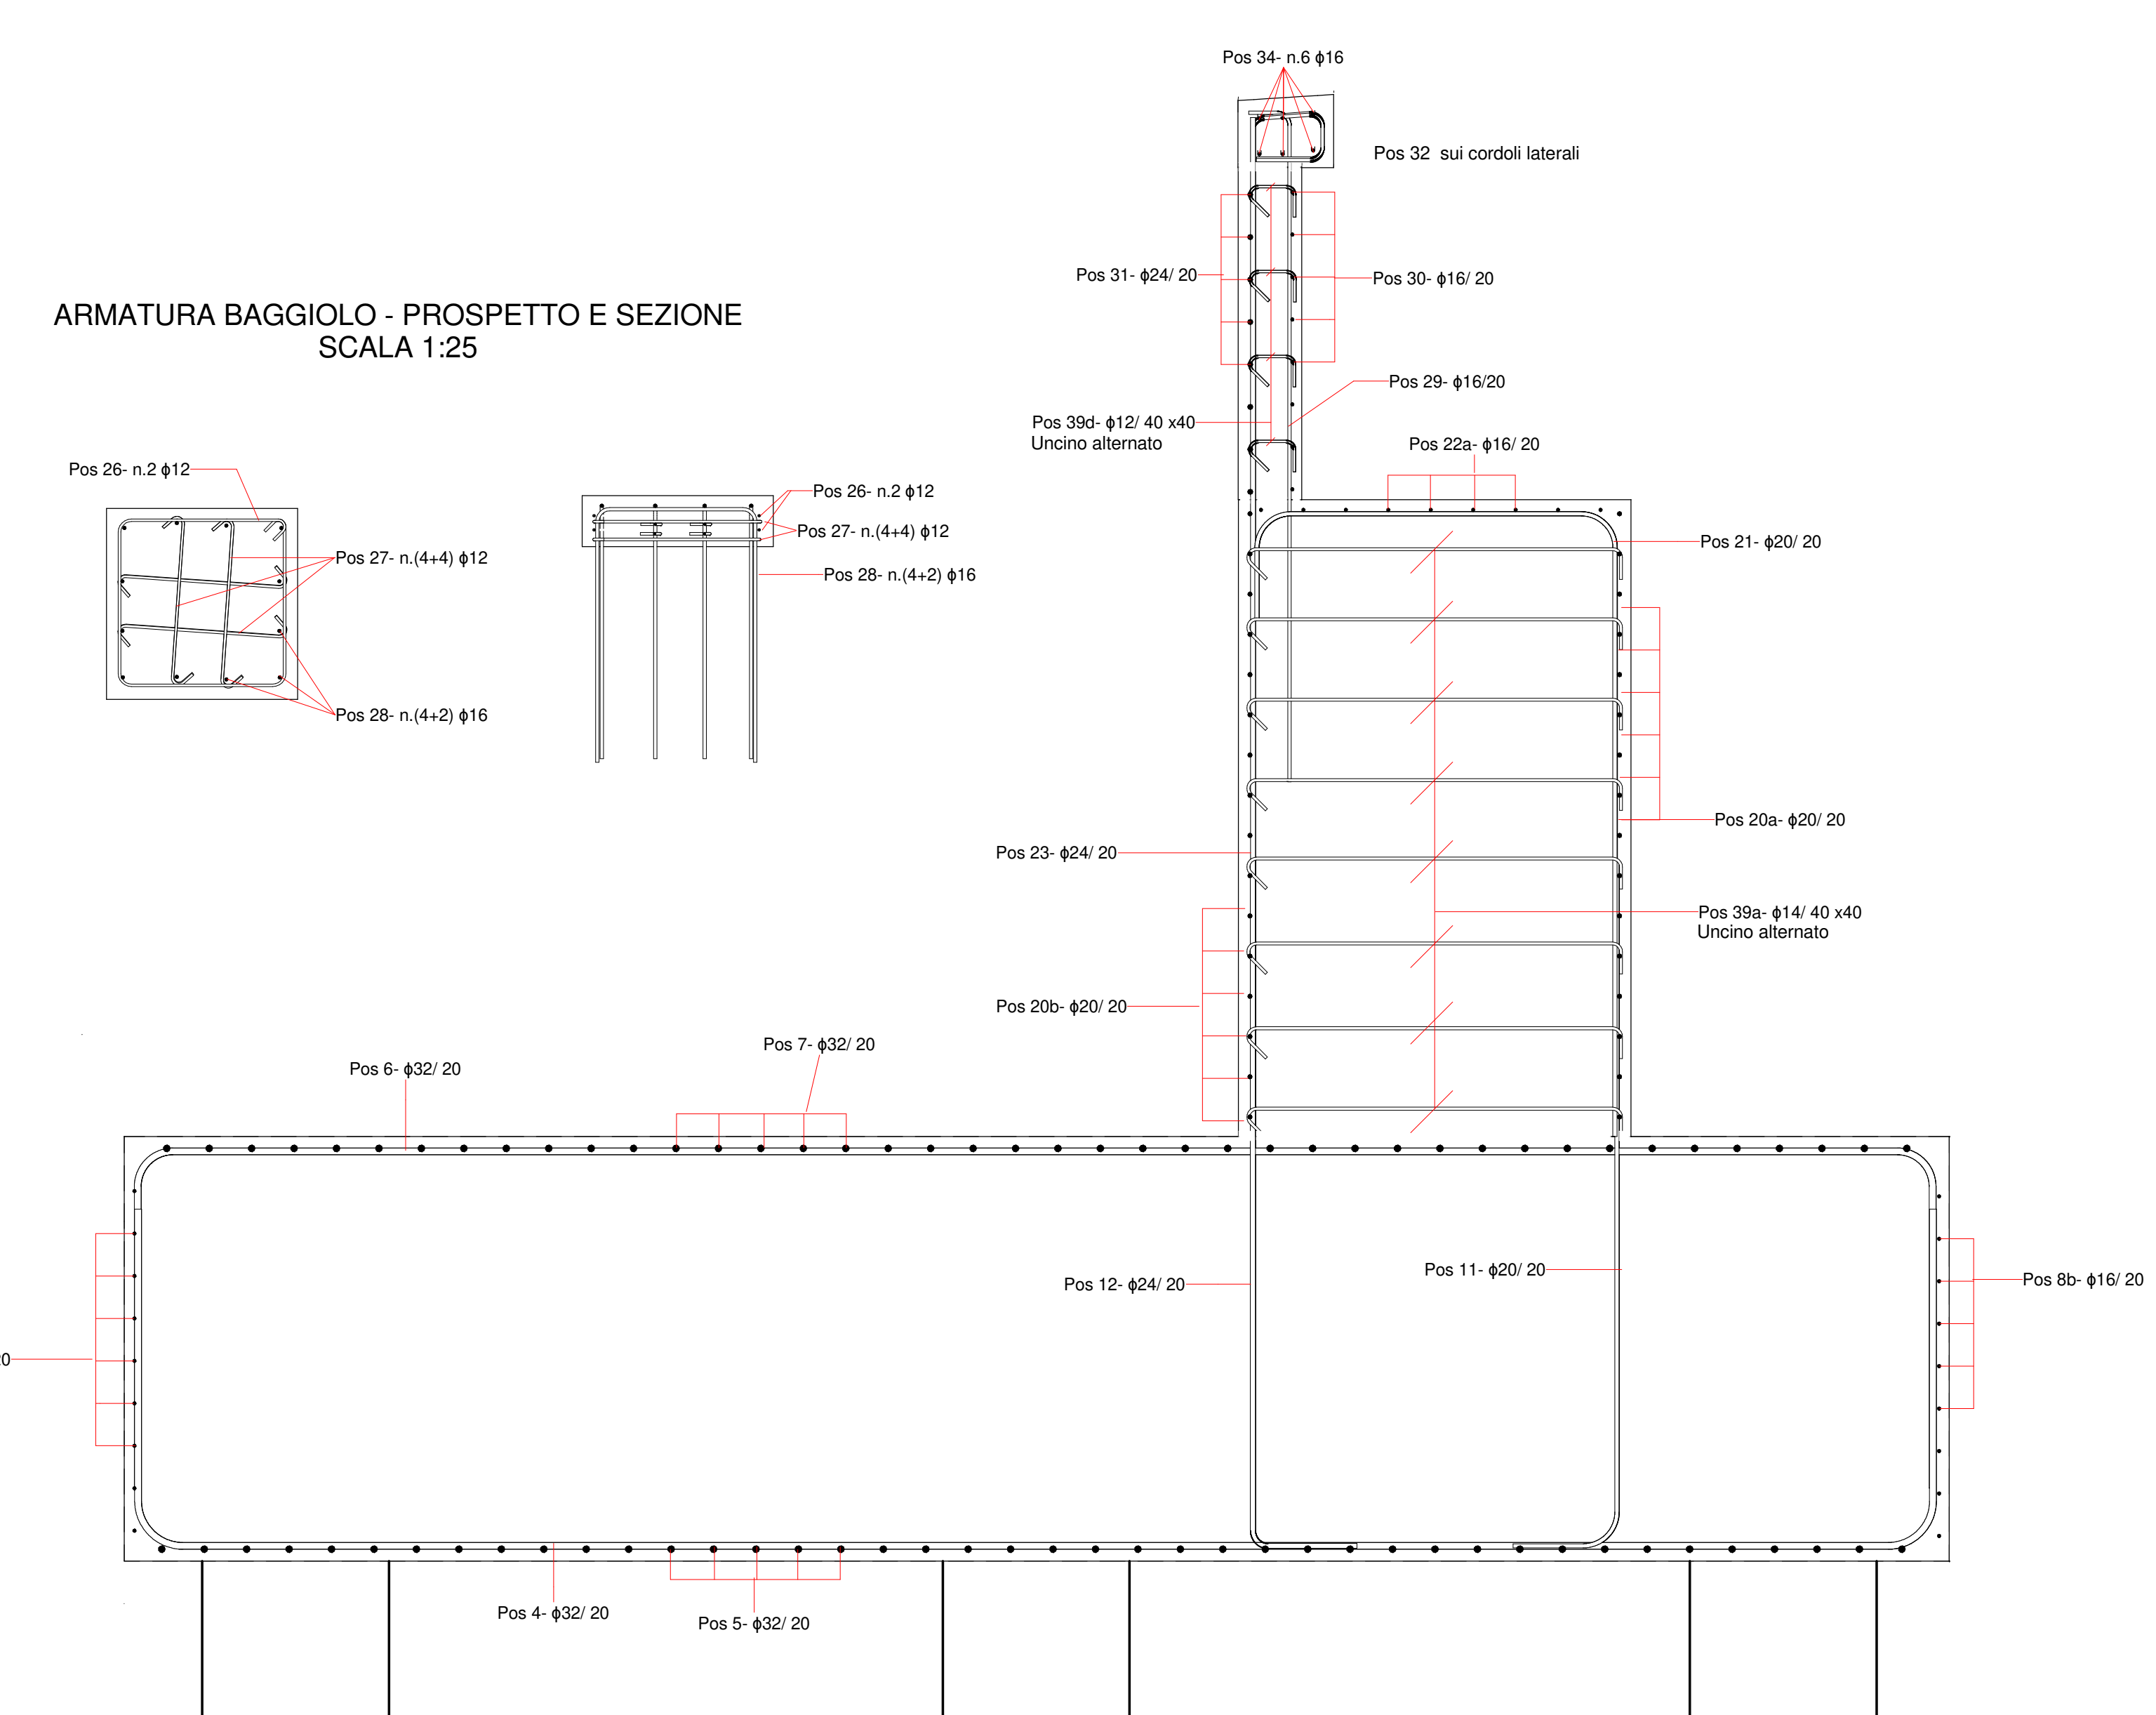 Pos 34- n.6 ϕ16
Pos 32 sui cordoli laterali
Pos 31- ϕ24/ 20
Pos 30- ϕ16/ 20
ARMATURA BAGGIOLO - PROSPETTO E SEZIONE
SCALA 1:25
Pos 29- ϕ16/20
Pos 39d- ϕ12/ 40 x40
Uncino alternato
Pos 22a- ϕ16/ 20
Pos 26- n.2 ϕ12
Pos 26- n.2 ϕ12
Pos 27- n.(4+4) ϕ12
Pos 21- ϕ20/ 20
Pos 27- n.(4+4) ϕ12
Pos 28- n.(4+2) ϕ16
Pos 28- n.(4+2) ϕ16
Pos 20a- ϕ20/ 20
Pos 23- ϕ24/ 20
Pos 39a- ϕ14/ 40 x40
Uncino alternato
Pos 20b- ϕ20/ 20
Pos 7- ϕ32/ 20
Pos 6- ϕ32/ 20
Pos 11- ϕ20/ 20
Pos 12- ϕ24/ 20
Pos 8b- ϕ16/ 20
Pos 4- ϕ32/ 20
Pos 5- ϕ32/ 20